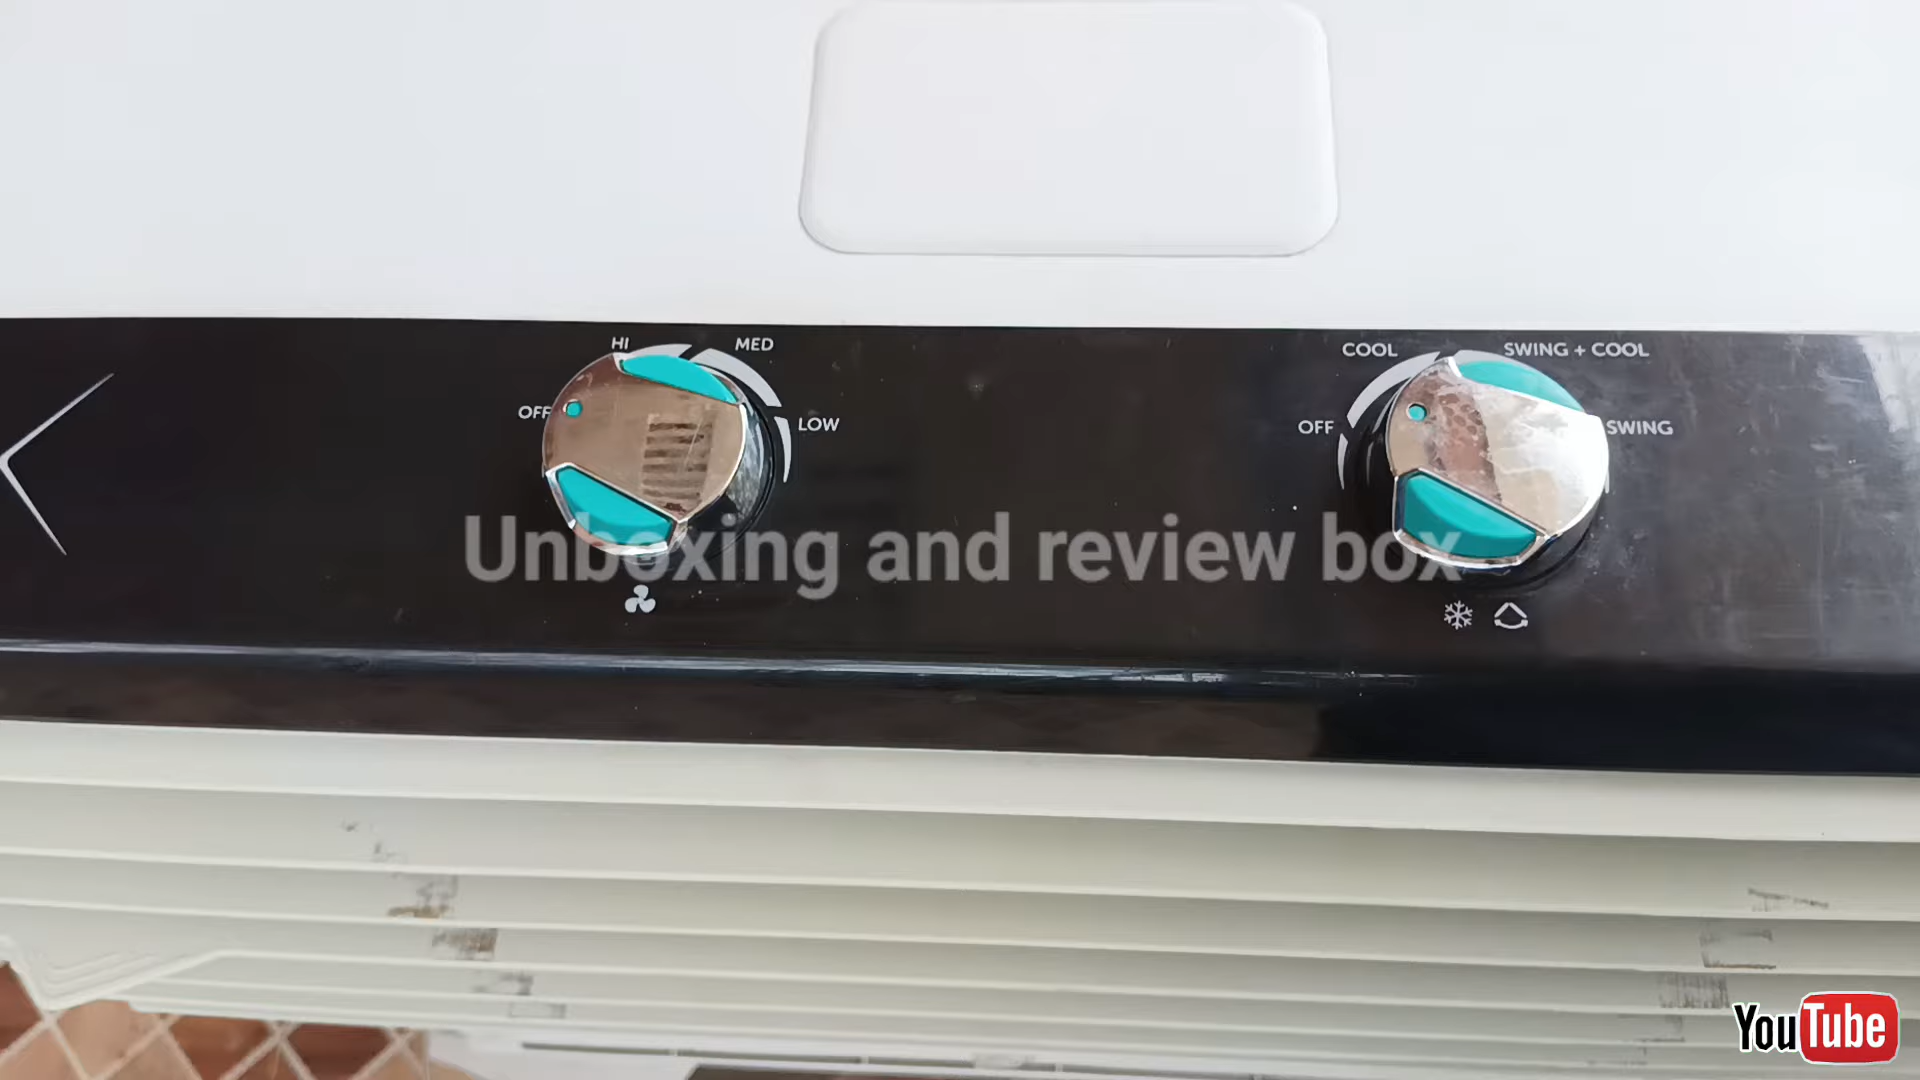 HI
MED
OFF
LOW
COOL
SWING + COOL
OFF
SWING
Unboxing and review box
YouTube